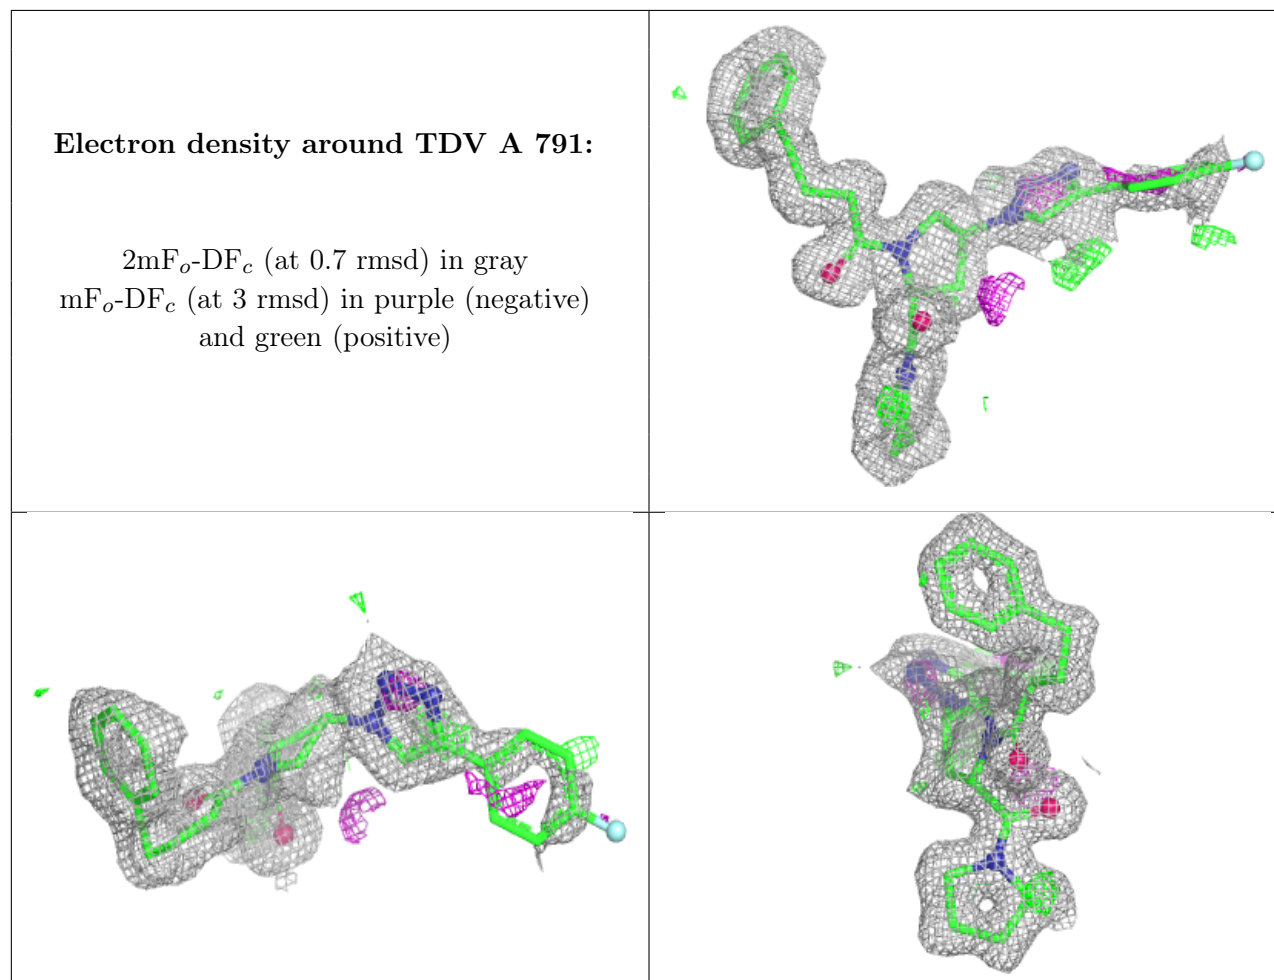 Electron density around TDV A 791:
2mFo-DFc (at 0.7 rmsd) in gray
mFo-DFc (at 3 rmsd) in purple (negative)
and green (positive)